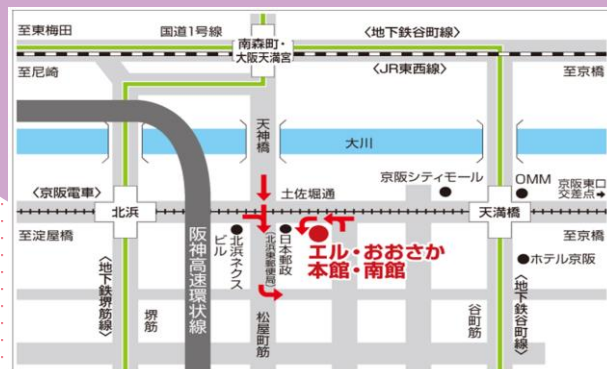 至東梅田
国道1号線
〈地下鉄谷町線〉
南森町・
大阪天満宮
至尼崎
〈JR東西線〉
至京橋
天神橋
大川
京阪シティモール
OMM
京阪東口
交差点➡
〈京阪電車〉
土佐堀通
北浜
天満橋
至淀屋橋
至京橋
阪神高速環状線
北浜ネクス
ビル
日本郵政
(北浜東郵便局)
エル・おおさか
本館・南館
ホテル京阪
〈地下鉄堺筋線〉
堺筋
松屋町筋
谷町筋
〈地下鉄谷町線〉